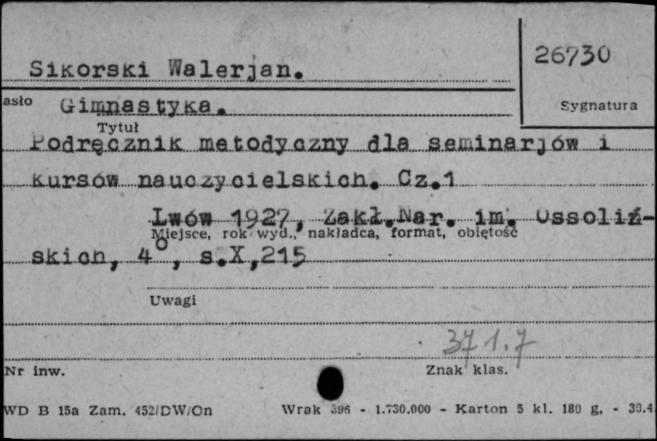 26730
Sikorski Walerjan.
asło Gimnastyka. Sygnatura
Tytuł
Podręcznik metodyczny dla seminarjów i
kursów nauczycielskich. Cz.1
Lwów 1927, Zakł.Nar. im. Ossoliń-
Miejsce, rok wyd., nakładca, format, objętość
skich, 4°, s.X,215
Uwagi
371.7
Nr inw. Znak klas.
WD B 15a Zam. 452/DW/On Wrak 396 - 1.730.000 - Karton 5 kl. 180 g. - 30.4